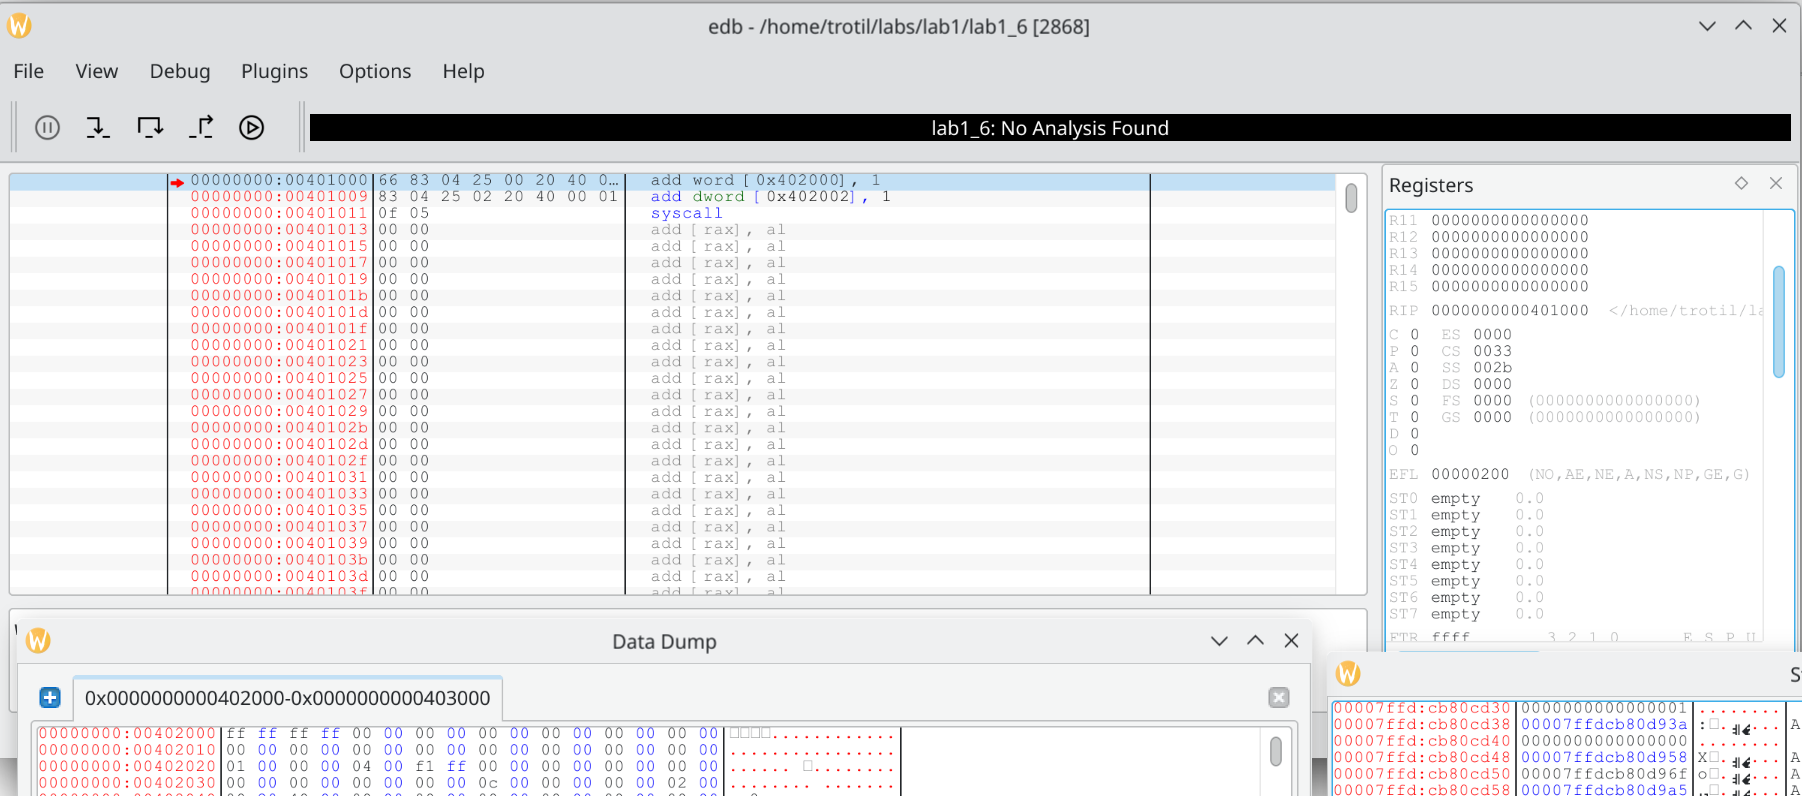 edb - /home/trotil/labs/lab1/lab1_6 [2868]
File View Debug Plugins Options Help
lab1_6: No Analysis Found
00000000:00401000 66 83 04 25 00 20 40 0… add word [0x402000], 1
00000000:00401009 83 04 25 02 20 40 00 01 add dword [0x402002], 1
00000000:00401011 0f 05 syscall
00000000:00401013 00 00 add [rax], al
00000000:00401015 00 00 add [rax], al
00000000:00401017 00 00 add [rax], al
00000000:00401019 00 00 add [rax], al
00000000:0040101b 00 00 add [rax], al
00000000:0040101d 00 00 add [rax], al
00000000:0040101f 00 00 add [rax], al
00000000:00401021 00 00 add [rax], al
00000000:00401023 00 00 add [rax], al
00000000:00401025 00 00 add [rax], al
00000000:00401027 00 00 add [rax], al
00000000:00401029 00 00 add [rax], al
00000000:0040102b 00 00 add [rax], al
00000000:0040102d 00 00 add [rax], al
00000000:0040102f 00 00 add [rax], al
00000000:00401031 00 00 add [rax], al
00000000:00401033 00 00 add [rax], al
00000000:00401035 00 00 add [rax], al
00000000:00401037 00 00 add [rax], al
00000000:00401039 00 00 add [rax], al
00000000:0040103b 00 00 add [rax], al
00000000:0040103d 00 00 add [rax], al
00000000:0040103f 00 00 add [rax], al
Registers
R11 0000000000000000
R12 0000000000000000
R13 0000000000000000
R14 0000000000000000
R15 0000000000000000
RIP 0000000000401000 </home/trotil/la
C 0 ES 0000
P 0 CS 0033
A 0 SS 002b
Z 0 DS 0000
S 0 FS 0000 (0000000000000000)
T 0 GS 0000 (0000000000000000)
D 0
O 0
EFL 00000200 (NO,AE,NE,A,NS,NP,GE,G)
ST0 empty 0.0
ST1 empty 0.0
ST2 empty 0.0
ST3 empty 0.0
ST4 empty 0.0
ST5 empty 0.0
ST6 empty 0.0
ST7 empty 0.0
FTR ffff 3 2 1 0 E S P U
Data Dump
0x0000000000402000-0x0000000000403000
00000000:00402000 ff ff ff ff 00 00 00 00 00 00 00 00 00 00 00 00 □□□□............
00000000:00402010 00 00 00 00 00 00 00 00 00 00 00 00 00 00 00 00 ................
00000000:00402020 01 00 00 00 04 00 f1 ff 00 00 00 00 00 00 00 00 ......□.........
00000000:00402030 00 00 00 00 00 00 00 00 0c 00 00 00 00 00 02 00 ................
00007ffd:cb80cd30 0000000000000001 ........
00007ffd:cb80cd38 00007ffdcb80d93a
00007ffd:cb80cd40 0000000000000000 ........
00007ffd:cb80cd48 00007ffdcb80d958
00007ffd:cb80cd50 00007ffdcb80d96f
00007ffd:cb80cd58 00007ffdcb80d9a5